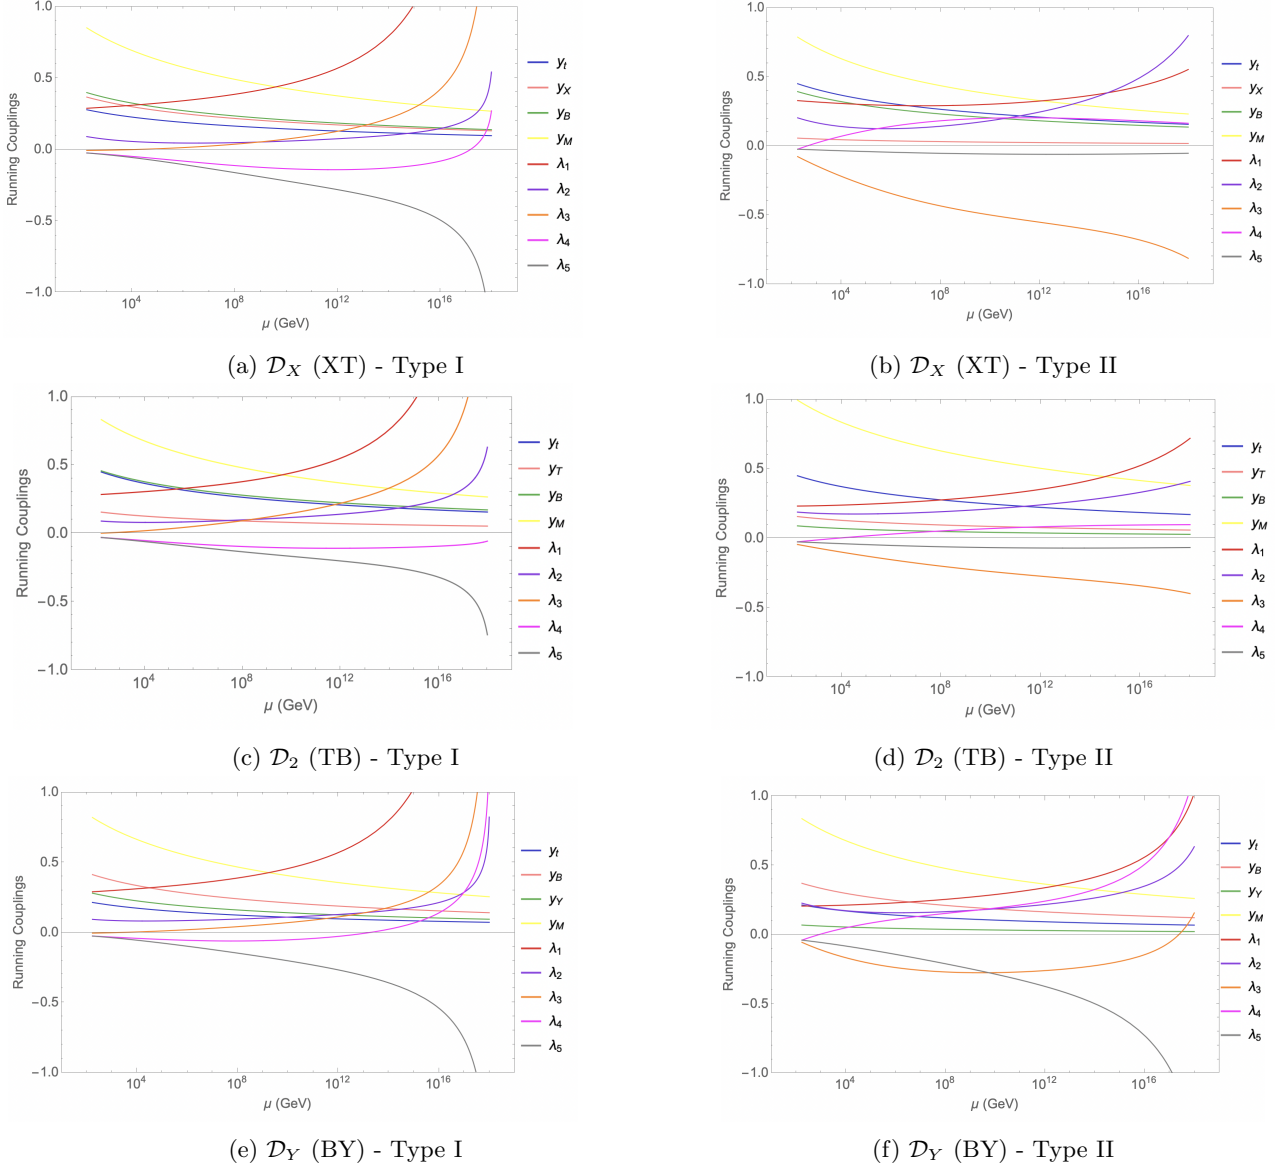 1.0
0.5
0.0
−0.5
−1.0
Running Couplings
10^4
10^8
10^12
10^16
μ (GeV)
y_t
y_X
y_B
y_M
λ_1
λ_2
λ_3
λ_4
λ_5
(a) 𝒟_X (XT) - Type I
1.0
0.5
0.0
−0.5
−1.0
Running Couplings
10^4
10^8
10^12
10^16
μ (GeV)
y_t
y_X
y_B
y_M
λ_1
λ_2
λ_3
λ_4
λ_5
(b) 𝒟_X (XT) - Type II
1.0
0.5
0.0
−0.5
−1.0
Running Couplings
10^4
10^8
10^12
10^16
μ (GeV)
y_t
y_T
y_B
y_M
λ_1
λ_2
λ_3
λ_4
λ_5
(c) 𝒟_2 (TB) - Type I
1.0
0.5
0.0
−0.5
−1.0
Running Couplings
10^4
10^8
10^12
10^16
μ (GeV)
y_t
y_T
y_B
y_M
λ_1
λ_2
λ_3
λ_4
λ_5
(d) 𝒟_2 (TB) - Type II
1.0
0.5
0.0
−0.5
−1.0
Running Couplings
10^4
10^8
10^12
10^16
μ (GeV)
y_t
y_B
y_Y
y_M
λ_1
λ_2
λ_3
λ_4
λ_5
(e) 𝒟_Y (BY) - Type I
1.0
0.5
0.0
−0.5
−1.0
Running Couplings
10^4
10^8
10^12
10^16
μ (GeV)
y_t
y_B
y_Y
y_M
λ_1
λ_2
λ_3
λ_4
λ_5
(f) 𝒟_Y (BY) - Type II